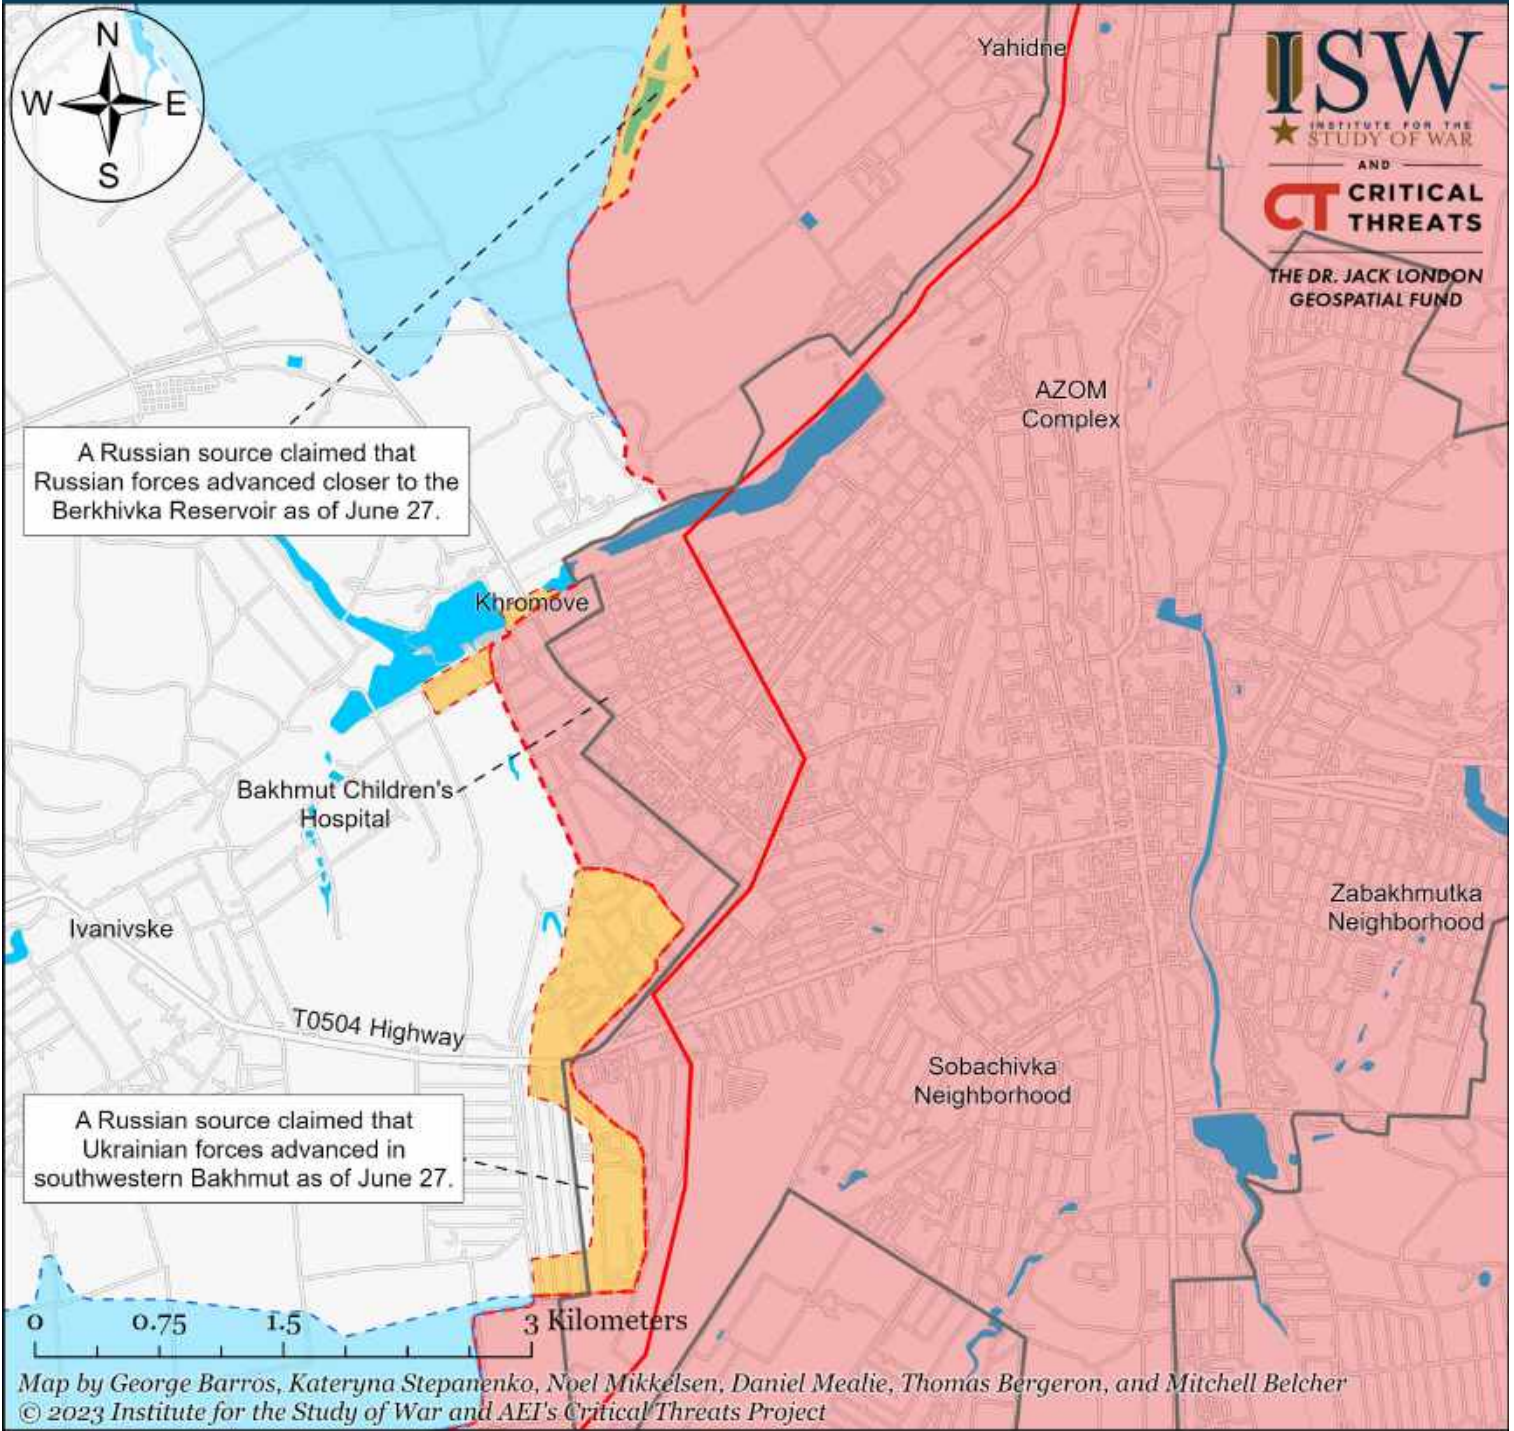 N
W
E
S
Yahidne
ISW
INSTITUTE FOR THE
STUDY OF WAR
AND
CT CRITICAL
THREATS
THE DR. JACK LONDON
GEOSPATIAL FUND
AZOM
Complex
A Russian source claimed that
Russian forces advanced closer to the
Berkhivka Reservoir as of June 27.
Khromove
Bakhmut Children's
Hospital
Ivanivske
Zabakhmutka
Neighborhood
T0504 Highway
Sobachivka
Neighborhood
A Russian source claimed that
Ukrainian forces advanced in
southwestern Bakhmut as of June 27.
0 0.75 1.5 3 Kilometers
Map by George Barros, Kateryna Stepanenko, Noel Mikkelsen, Daniel Mealie, Thomas Bergeron, and Mitchell Belcher
© 2023 Institute for the Study of War and AEI's Critical Threats Project